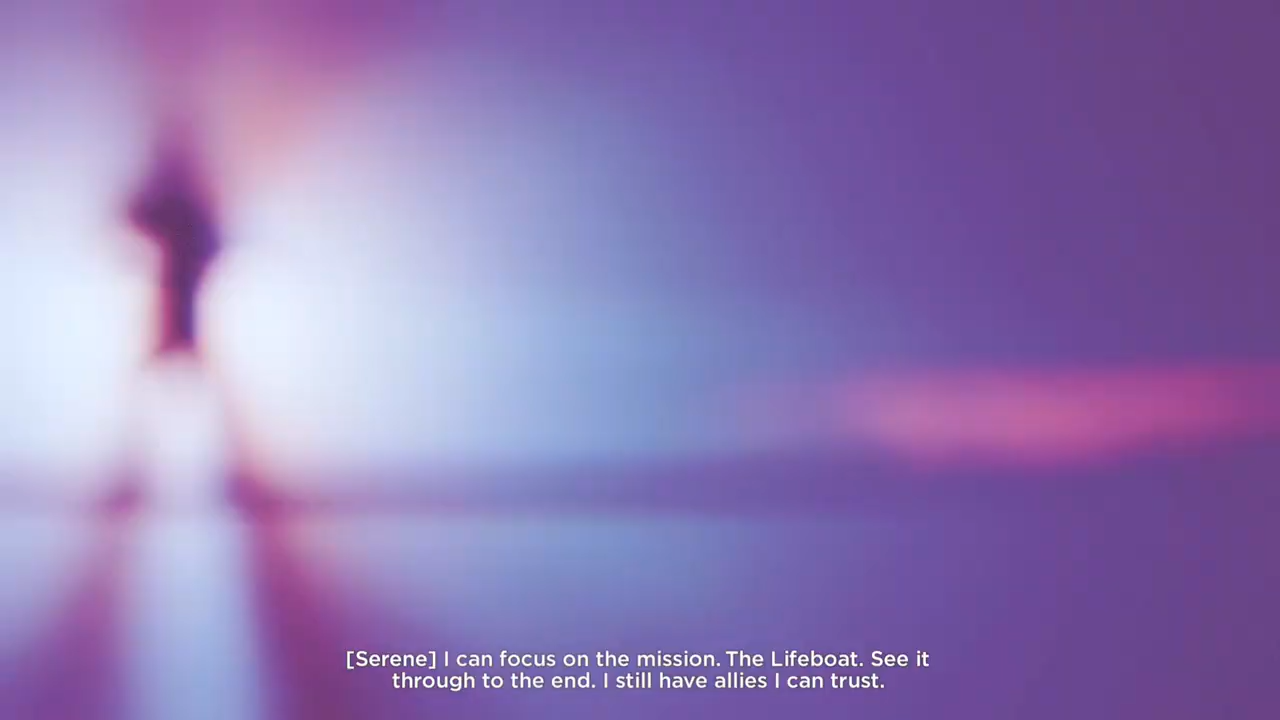 [Serene] I can focus on the mission. The Lifeboat. See it
through to the end. I still have allies I can trust.